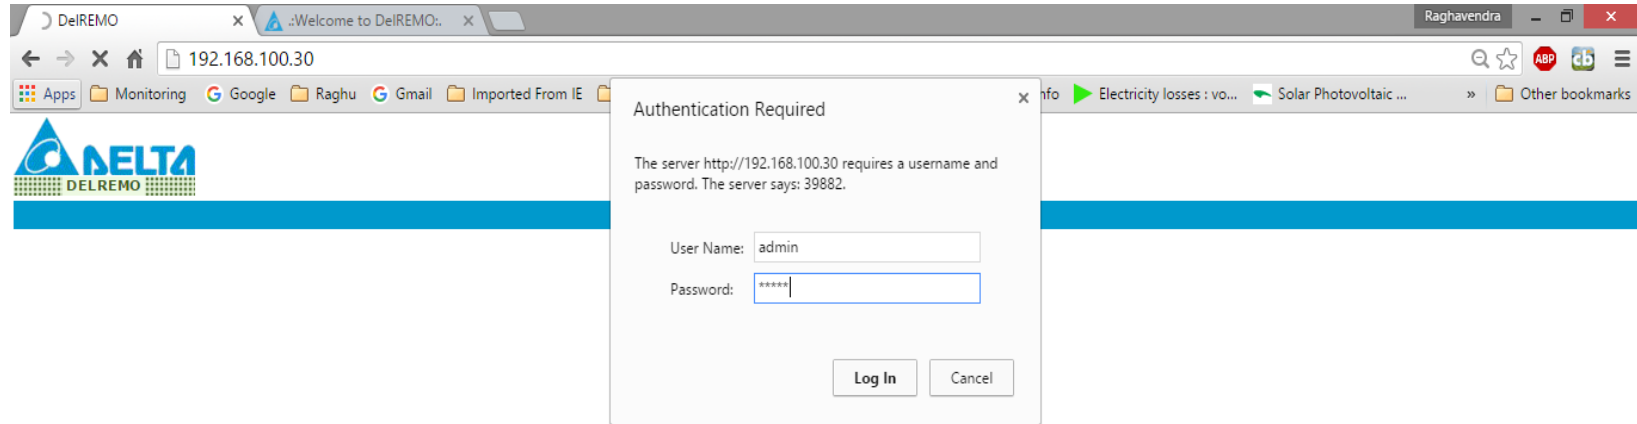 DelREMO
.:Welcome to DelREMO:.
Raghavendra
192.168.100.30
ABP
Apps Monitoring Google Raghu Gmail Imported From IE nfo Electricity losses : vo... Solar Photovoltaic ... » Other bookmarks
DELTA
DELREMO
Authentication Required
The server http://192.168.100.30 requires a username and
password. The server says: 39882.
User Name: admin
Password: *****
Log In Cancel